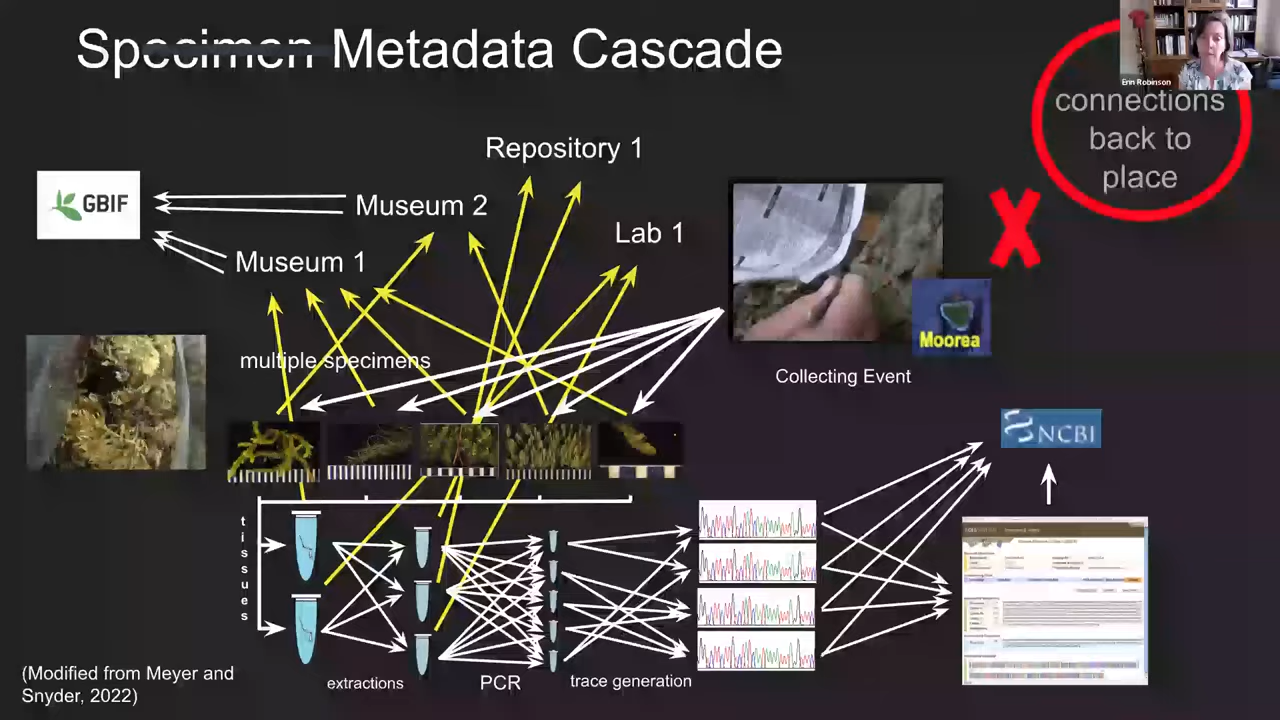 Specimen Metadata Cascade
Erin Robinson
connections
back to
place
Repository 1
GBIF
Museum 2
Lab 1
Museum 1
Moorea
multiple specimens
Collecting Event
NCBI
tissues
(Modified from Meyer and
Snyder, 2022)
extractions
PCR
trace generation